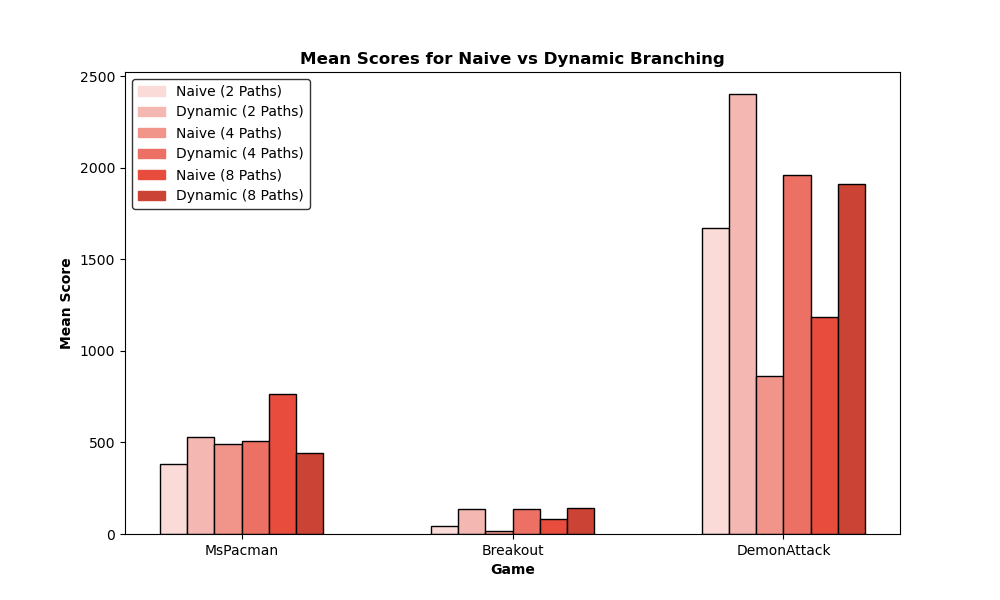 Mean Scores for Naive vs Dynamic Branching
Naive (2 Paths)
Dynamic (2 Paths)
Naive (4 Paths)
Dynamic (4 Paths)
Naive (8 Paths)
Dynamic (8 Paths)
Mean Score
2500
2000
1500
1000
500
0
MsPacman
Breakout
DemonAttack
Game